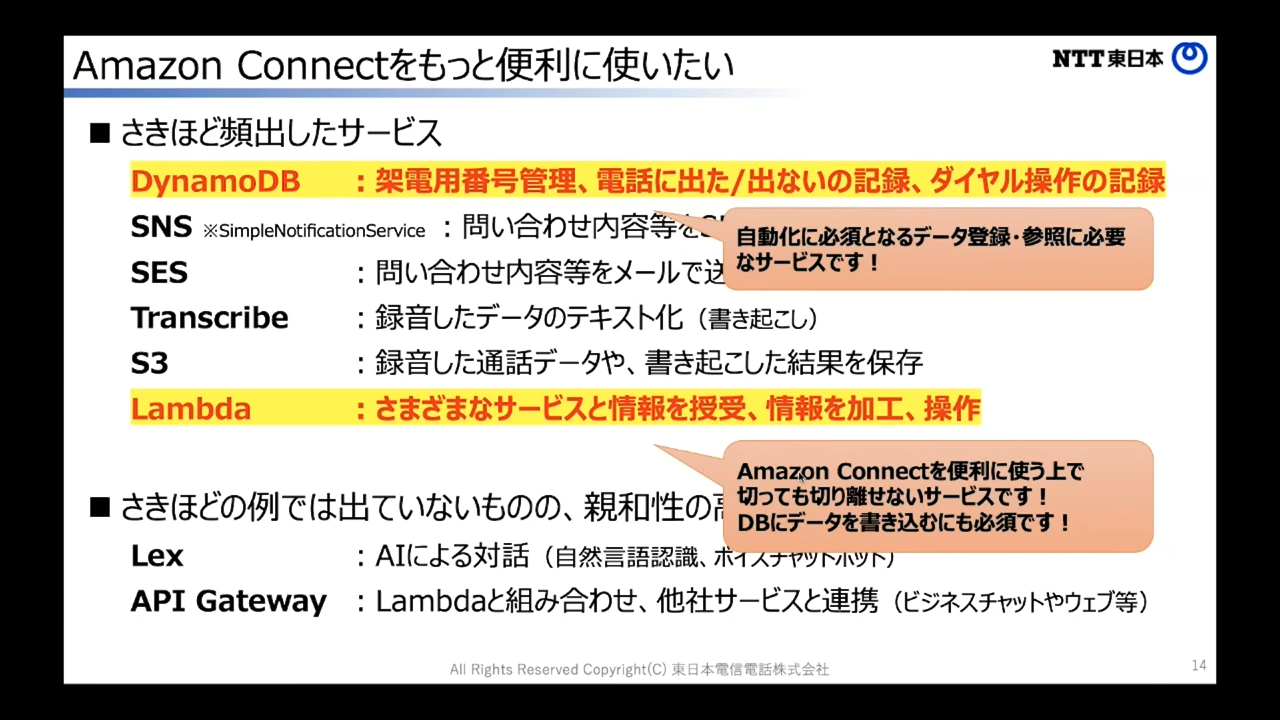 Amazon Connectをもっと便利に使いたい
NTT東日本
■ さきほど頻出したサービス
DynamoDB ：架電用番号管理、電話に出た/出ないの記録、ダイヤル操作の記録
SNS ※SimpleNotificationService ：問い合わせ内容等を
自動化に必須となるデータ登録・参照に必要
なサービスです！
SES ：問い合わせ内容等をメールで送
Transcribe ：録音したデータのテキスト化（書き起こし）
S3 ：録音した通話データや、書き起こした結果を保存
Lambda ：さまざまなサービスと情報を授受、情報を加工、操作
Amazon Connectを便利に使う上で
切っても切り離せないサービスです！
DBにデータを書き込むにも必須です！
■ さきほどの例では出ていないものの、親和性の高
Lex ：AIによる対話（自然言語認識、ボイスチャットボット）
API Gateway ：Lambdaと組み合わせ、他社サービスと連携（ビジネスチャットやウェブ等）
All Rights Reserved Copyright(C) 東日本電信電話株式会社
14